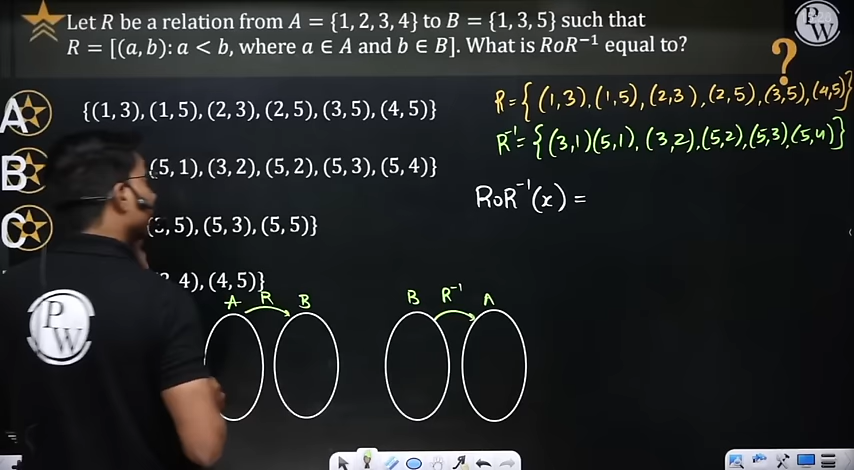 Let R be a relation from A = {1, 2, 3, 4} to B = {1, 3, 5} such that
R = [(a, b): a < b, where a ∈ A and b ∈ B]. What is RoR⁻¹ equal to?
PW
?
R = { (1,3), (1,5), (2,3), (2,5), (3,5), (4,5)}
A {(1, 3), (1, 5), (2, 3), (2, 5), (3, 5), (4, 5)}
R⁻¹ = { (3,1) (5,1), (3,2), (5,2), (5,3), (5,4)}
B (5, 1), (3, 2), (5, 2), (5, 3), (5, 4)}
RoR⁻¹(x) =
C 5), (5, 3), (5, 5)}
4), (4, 5)}
A R B B R⁻¹ A
PW